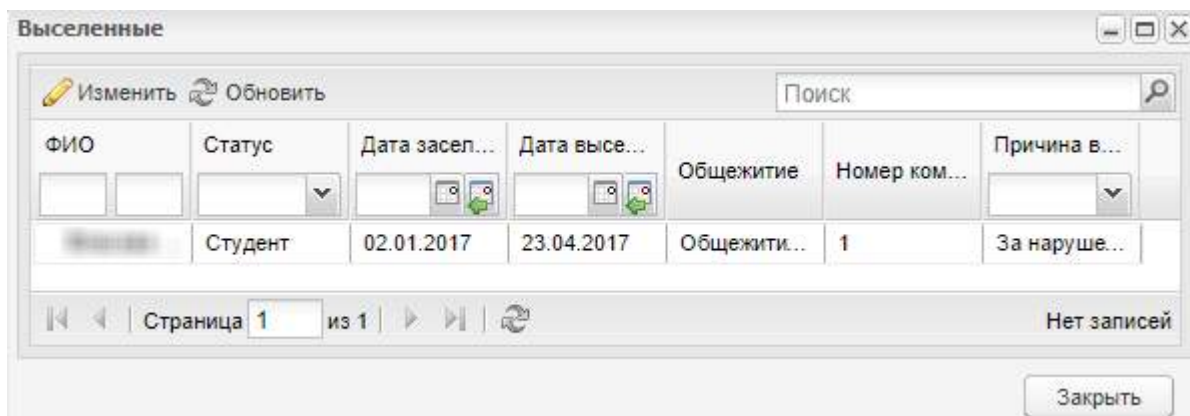 Выселенные
Изменить Обновить Поиск
ФИО Статус Дата засел... Дата высе... Общежитие Номер ком... Причина в...
Студент 02.01.2017 23.04.2017 Общежити... 1 За наруше...
Страница 1 из 1 Нет записей
Закрыть